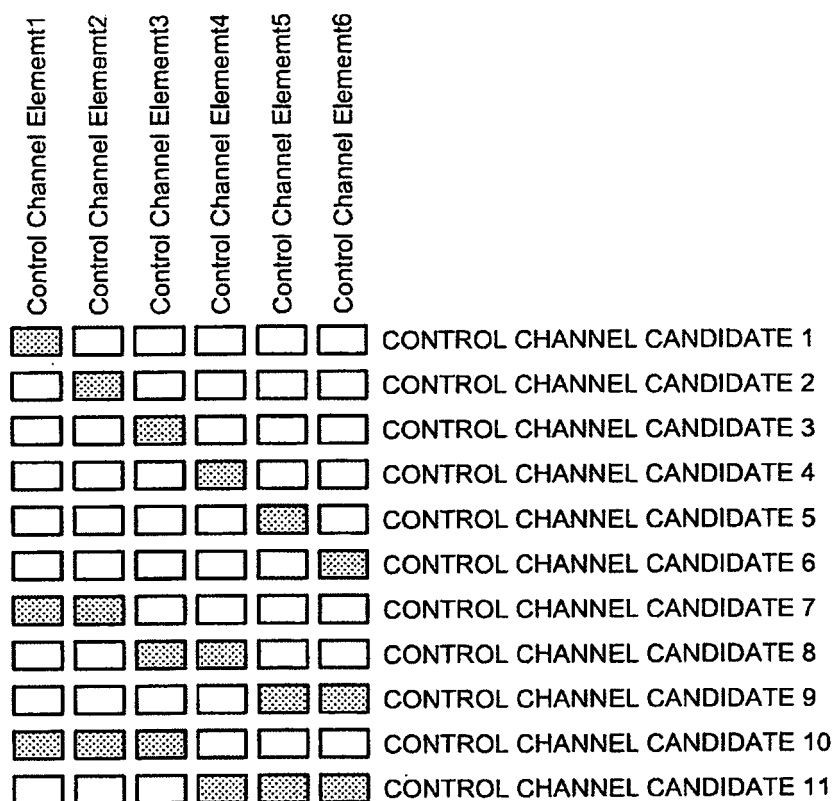 Control Channel Elememt1
Control Channel Elememt2
Control Channel Elememt3
Control Channel Elememt4
Control Channel Elememt5
Control Channel Elememt6
CONTROL CHANNEL CANDIDATE 1
CONTROL CHANNEL CANDIDATE 2
CONTROL CHANNEL CANDIDATE 3
CONTROL CHANNEL CANDIDATE 4
CONTROL CHANNEL CANDIDATE 5
CONTROL CHANNEL CANDIDATE 6
CONTROL CHANNEL CANDIDATE 7
CONTROL CHANNEL CANDIDATE 8
CONTROL CHANNEL CANDIDATE 9
CONTROL CHANNEL CANDIDATE 10
CONTROL CHANNEL CANDIDATE 11